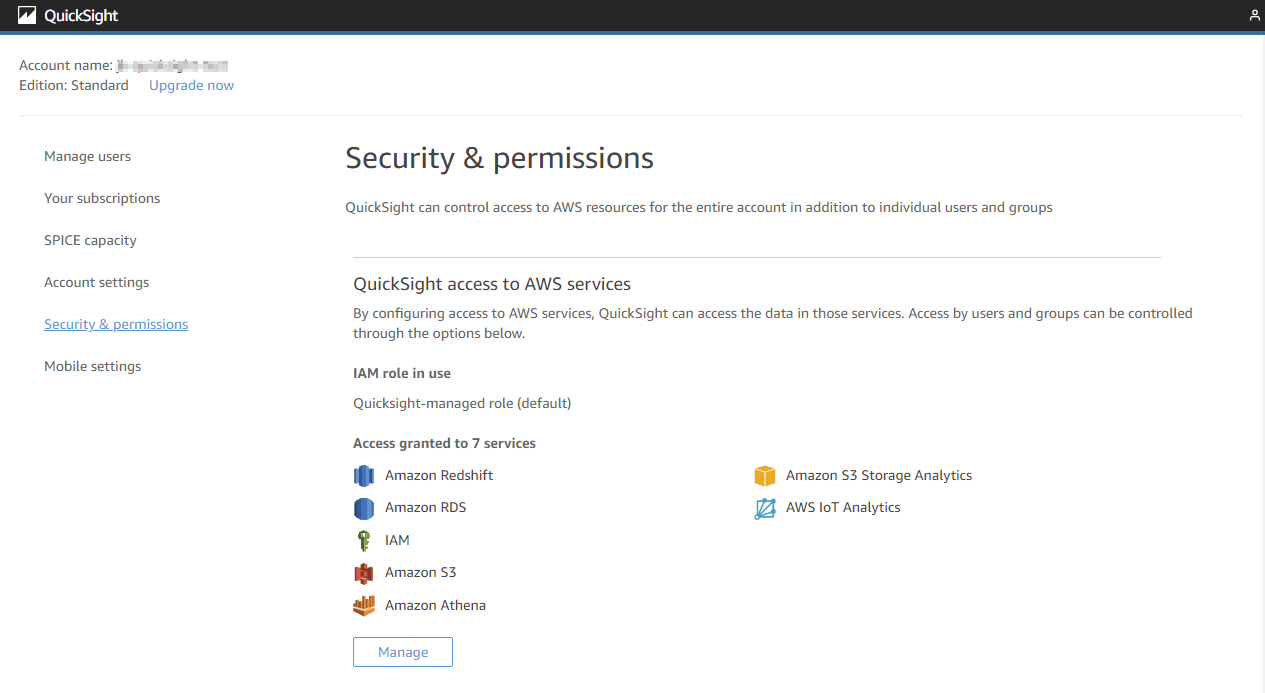 QuickSight
Account name:
Edition: Standard Upgrade now
Manage users
Your subscriptions
SPICE capacity
Account settings
Security & permissions
Mobile settings
Security & permissions
QuickSight can control access to AWS resources for the entire account in addition to individual users and groups
QuickSight access to AWS services
By configuring access to AWS services, QuickSight can access the data in those services. Access by users and groups can be controlled
through the options below.
IAM role in use
Quicksight-managed role (default)
Access granted to 7 services
Amazon Redshift
Amazon RDS
IAM
Amazon S3
Amazon Athena
Amazon S3 Storage Analytics
AWS IoT Analytics
Manage